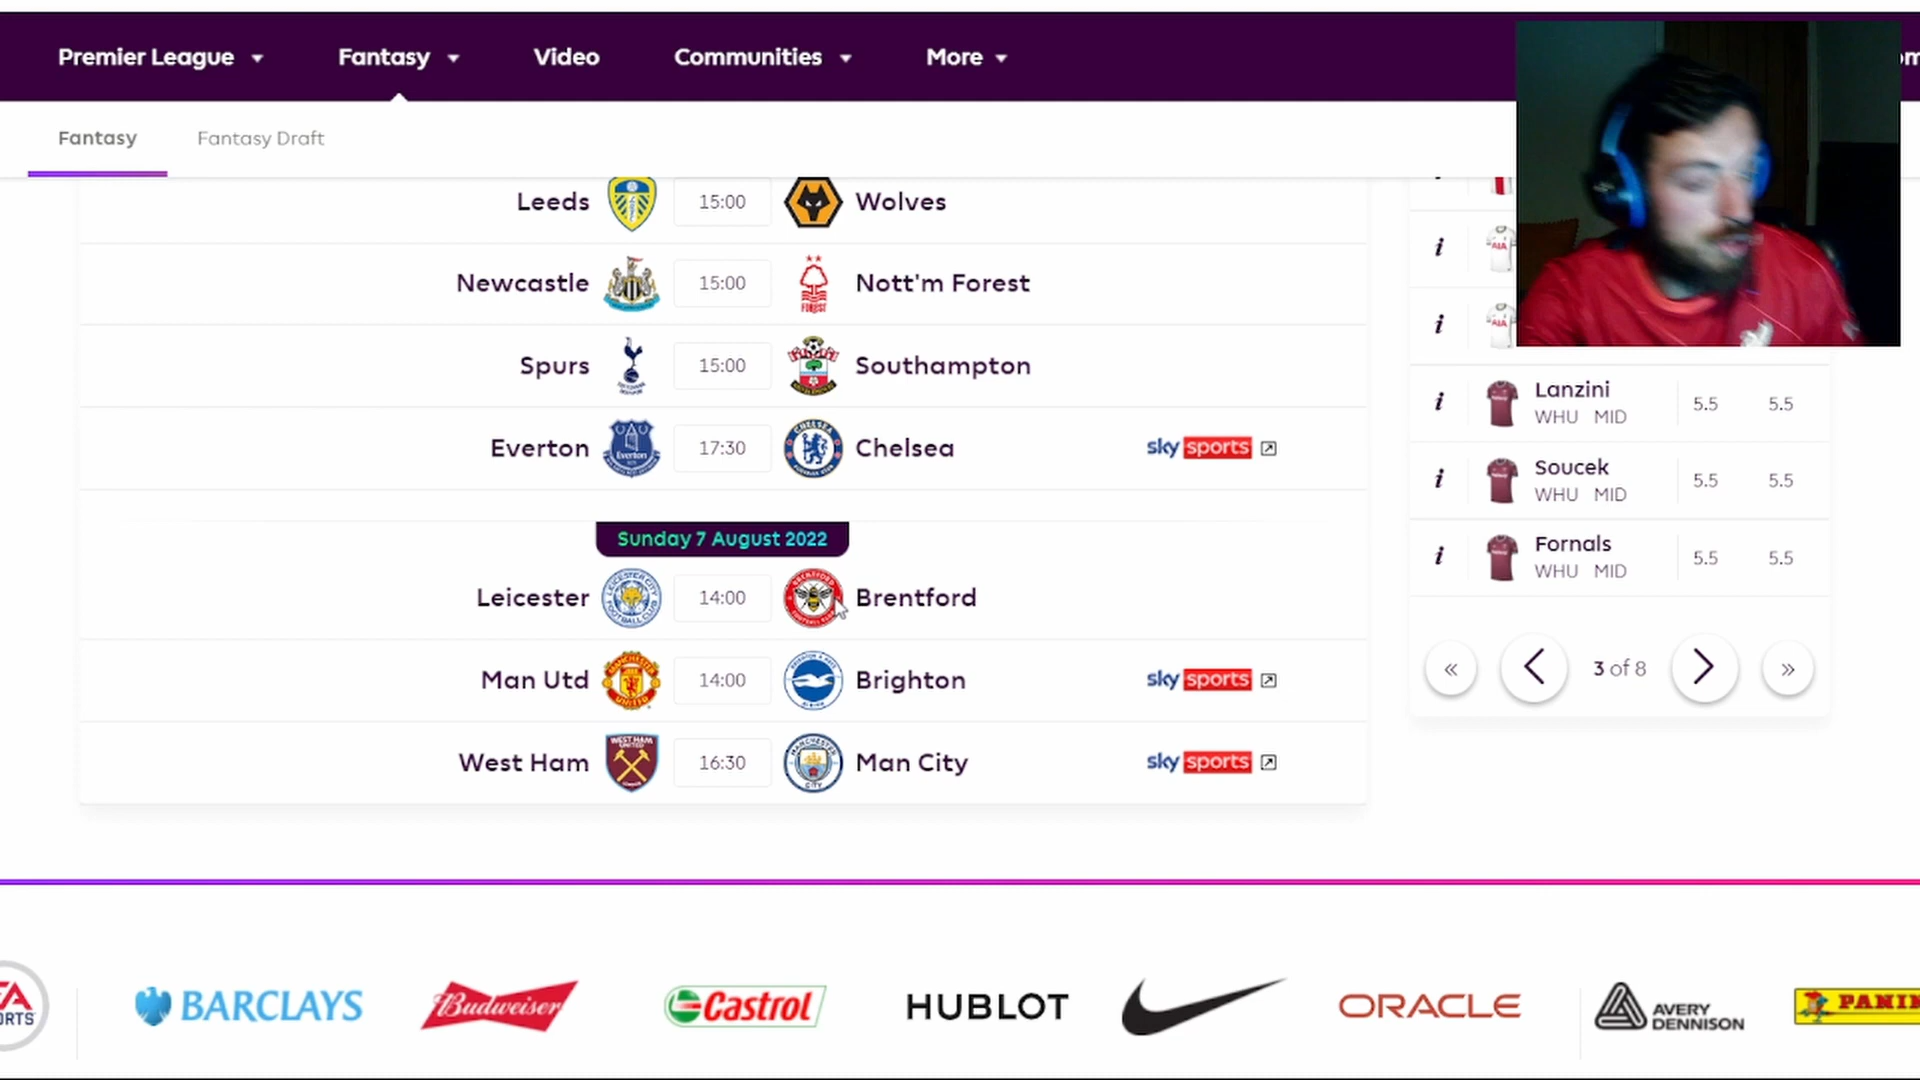 Premier League
Fantasy
Video
Communities
More
om
Fantasy
Fantasy Draft
Leeds 15:00 Wolves
Newcastle 15:00 Nott'm Forest
Spurs 15:00 Southampton
Everton 17:30 Chelsea sky sports
Sunday 7 August 2022
Leicester 14:00 Brentford
Man Utd 14:00 Brighton sky sports
West Ham 16:30 Man City sky sports
i
i
i Lanzini 5.5 5.5
WHU MID
i Soucek 5.5 5.5
WHU MID
i Fornals 5.5 5.5
WHU MID
« 3 of 8 »
BARCLAYS
Budweiser
Castrol
HUBLOT
ORACLE
AVERY
DENNISON
PANIN